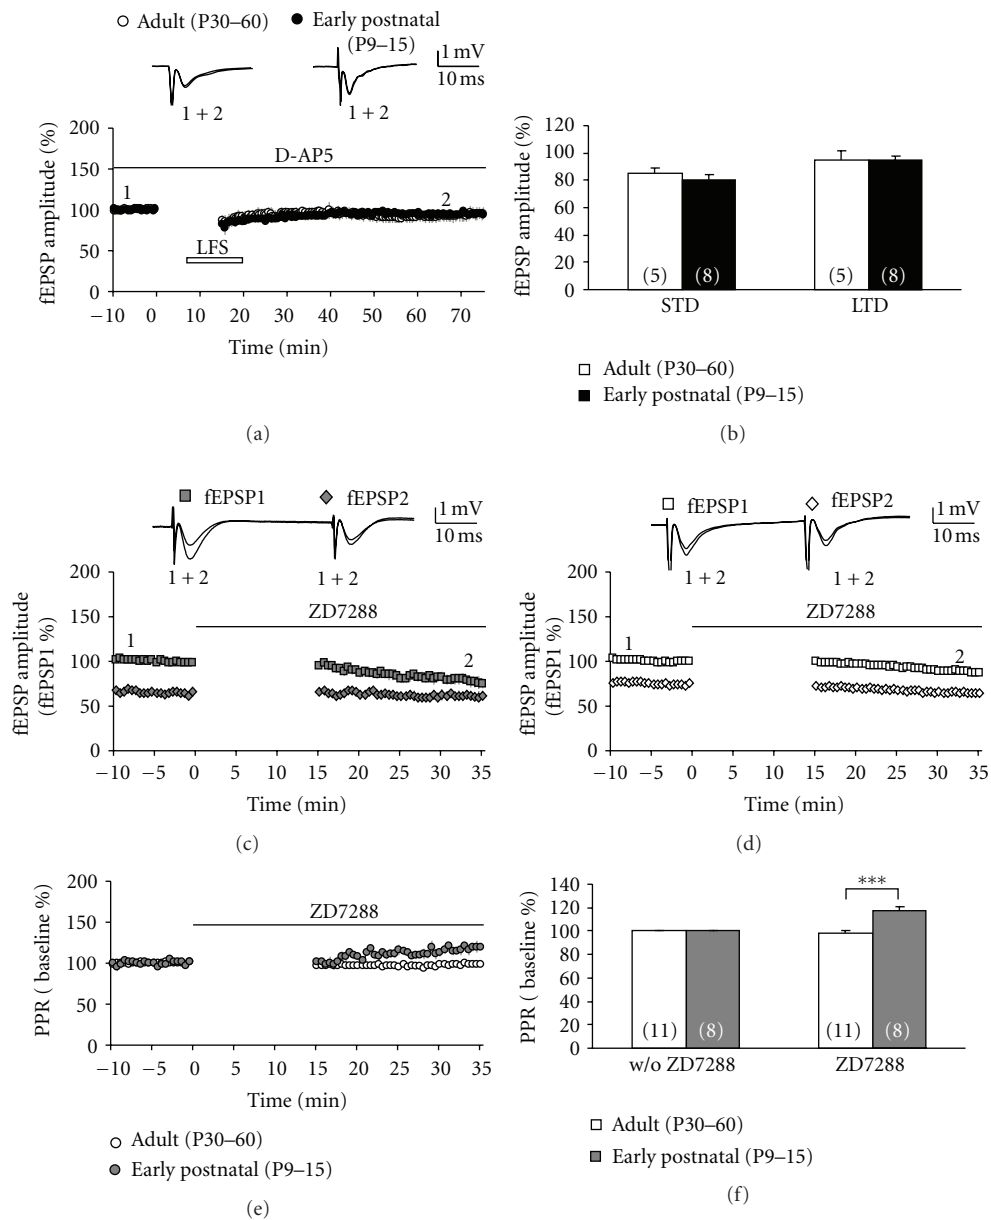 (a)
Adult (P30–60) Early postnatal
(P9–15)
1 mV
10 ms
1 + 2 1 + 2
fEPSP amplitude (%)
200
150
100
50
0
D-AP5
1 2
LFS
−10 0 10 20 30 40 50 60 70
Time (min)
(a)
fEPSP amplitude (%)
120
100
80
60
40
20
0
(5) (8) (5) (8)
STD LTD
Adult (P30–60)
Early postnatal (P9–15)
(b)
fEPSP1 fEPSP2
1 mV
10 ms
1 + 2 1 + 2
fEPSP amplitude
(fEPSP1 %)
200
150
100
50
0
ZD7288
1 2
−10 −5 0 5 10 15 20 25 30 35
Time (min)
(c)
fEPSP1 fEPSP2
1 mV
10 ms
1 + 2 1 + 2
fEPSP amplitude
(fEPSP1 %)
200
150
100
50
0
ZD7288
1 2
−10 −5 0 5 10 15 20 25 30 35
Time (min)
(d)
PPR ( baseline %)
200
150
100
50
0
ZD7288
−10 −5 0 5 10 15 20 25 30 35
Time (min)
Adult (P30–60)
Early postnatal (P9–15)
(e)
PPR ( baseline %)
140
120
100
80
60
40
20
0
***
(11) (8) (11) (8)
w/o ZD7288 ZD7288
Adult (P30–60)
Early postnatal (P9–15)
(f)